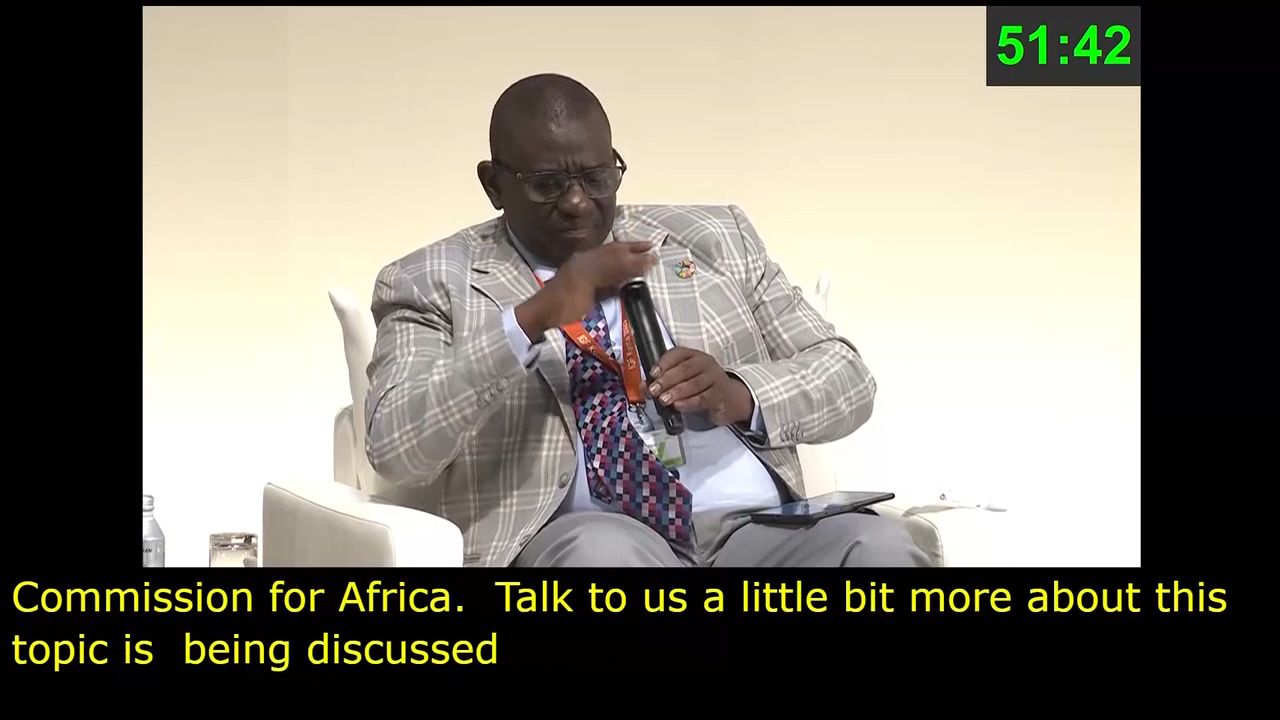 51:42
Commission for Africa.  Talk to us a little bit more about this
topic is  being discussed